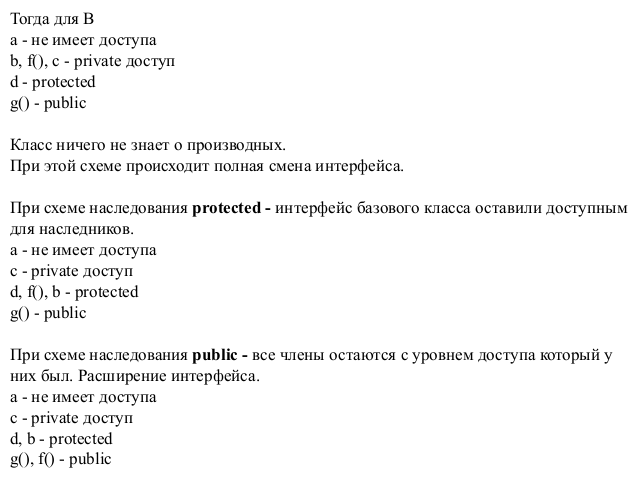 Тогда для B
a - не имеет доступа
b, f(), c - private доступ
d - protected
g() - public
Класс ничего не знает о производных.
При этой схеме происходит полная смена интерфейса.
При схеме наследования protected - интерфейс базового класса оставили доступным
для наследников.
a - не имеет доступа
c - private доступ
d, f(), b - protected
g() - public
При схеме наследования public - все члены остаются с уровнем доступа который у
них был. Расширение интерфейса.
a - не имеет доступа
c - private доступ
d, b - protected
g(), f() - public